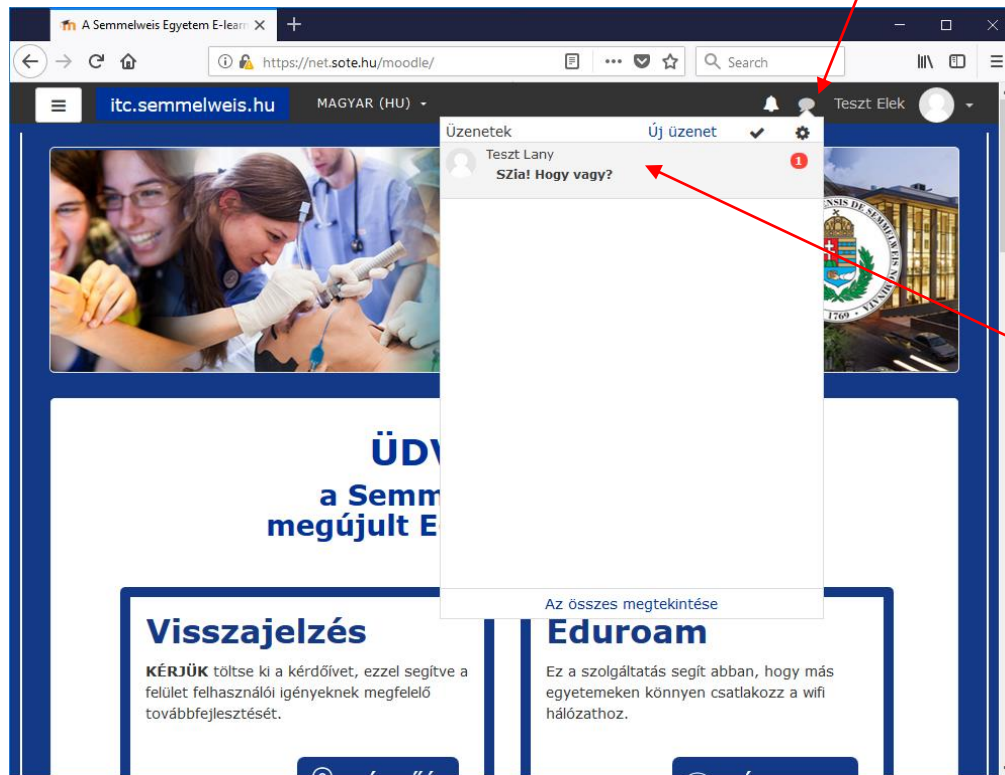 A Semmelweis Egyetem E-learn
https://net.sote.hu/moodle/
Search
itc.semmelweis.hu
MAGYAR (HU)
Teszt Elek
Üzenetek
Új üzenet
Teszt Lany
1
SZia! Hogy vagy?
1769
ÜDV
a Semm
megújult E
Az összes megtekintése
Visszajelzés
KÉRJÜK töltse ki a kérdőívet, ezzel segítve a
felület felhasználói igényeknek megfelelő
továbbfejlesztését.
Eduroam
Ez a szolgáltatás segít abban, hogy más
egyetemeken könnyen csatlakozz a wifi
hálózathoz.